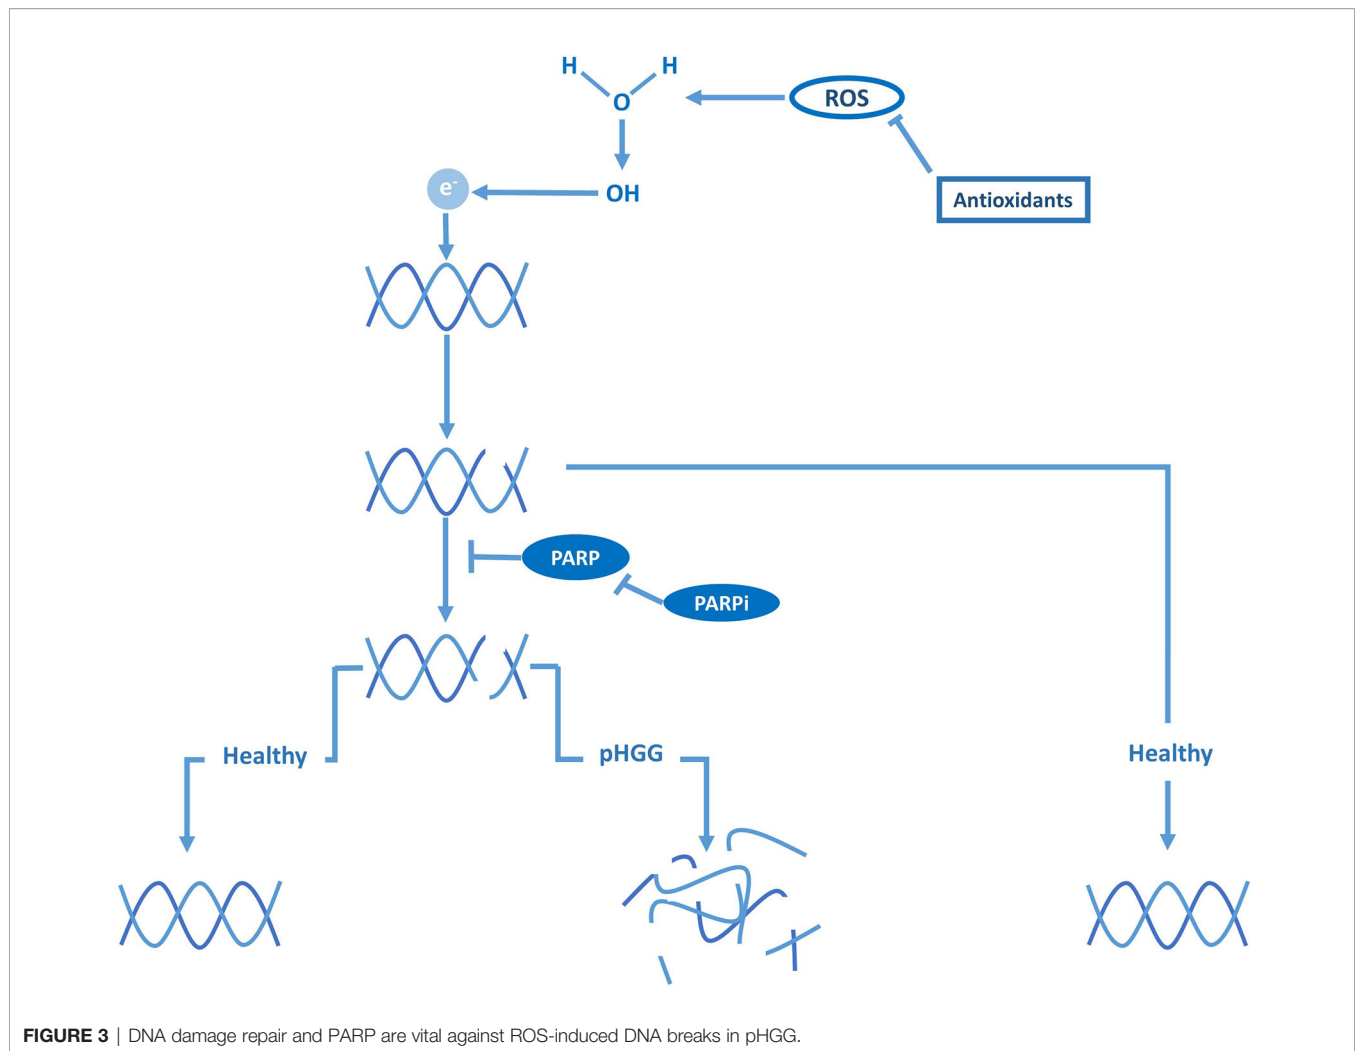 H H
O
ROS
OH
e-
Antioxidants
PARP
PARPi
Healthy
pHGG
Healthy
FIGURE 3 | DNA damage repair and PARP are vital against ROS-induced DNA breaks in pHGG.